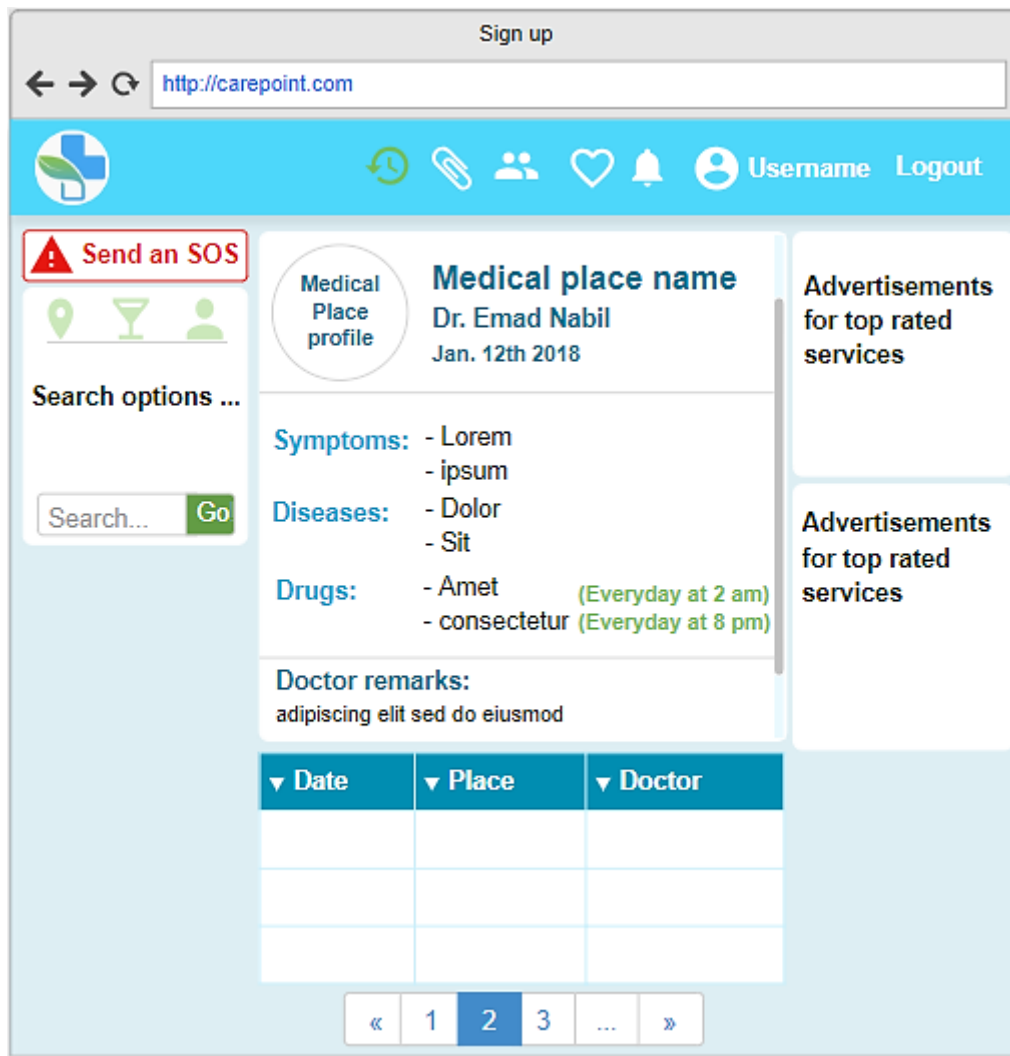 Sign up
http://carepoint.com
Username Logout
Send an SOS
Search options ...
Search... Go
Medical
Place
profile
Medical place name
Dr. Emad Nabil
Jan. 12th 2018
Symptoms: - Lorem
- ipsum
Diseases: - Dolor
- Sit
Drugs: - Amet (Everyday at 2 am)
- consectetur (Everyday at 8 pm)
Doctor remarks:
adipiscing elit sed do eiusmod
▼ Date ▼ Place ▼ Doctor
« 1 2 3 ... »
Advertisements
for top rated
services
Advertisements
for top rated
services